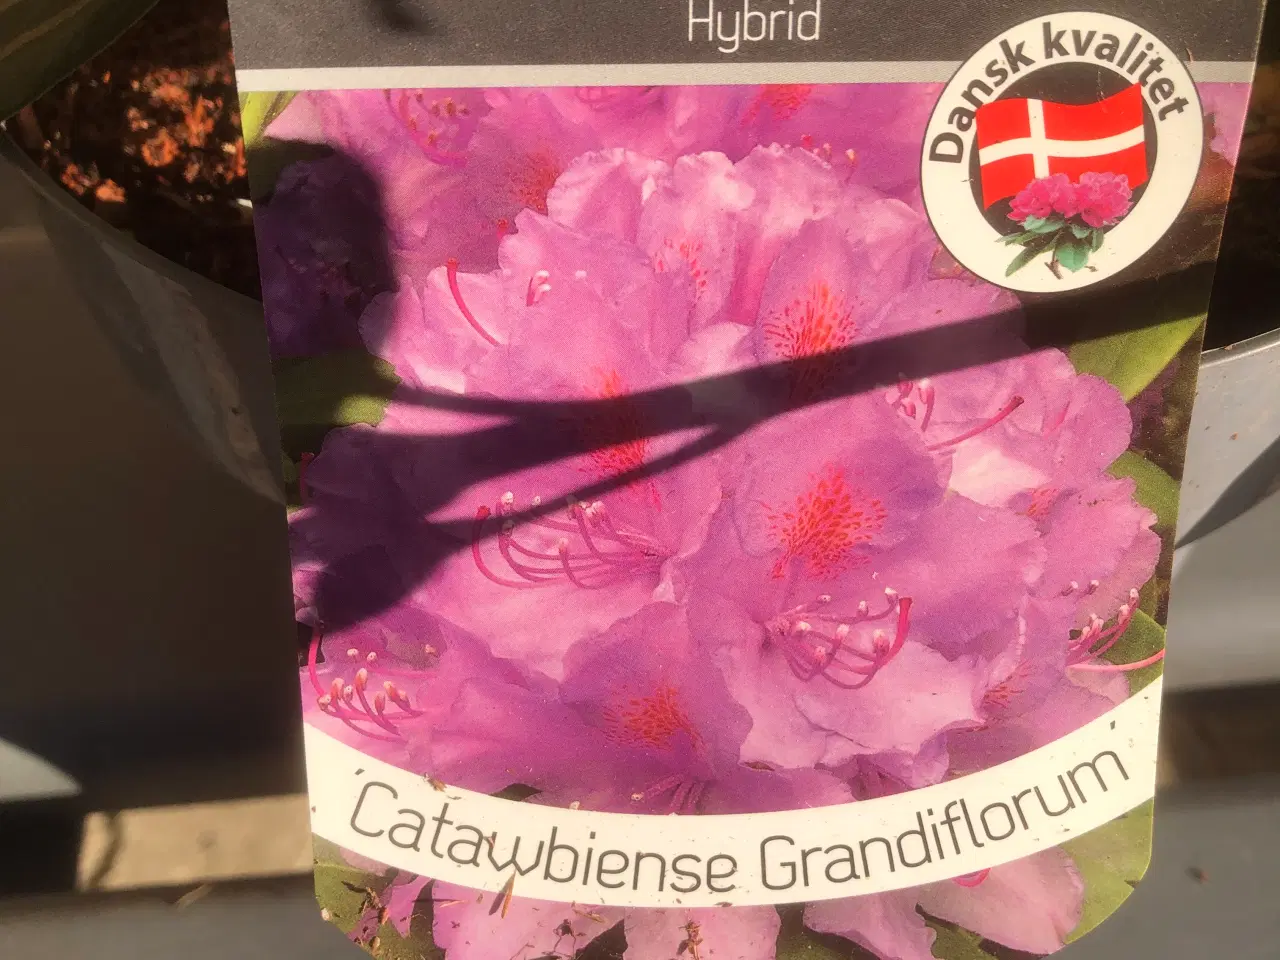 Hybrid
Dansk kvalitet
'Catawbiense Grandiflorum'